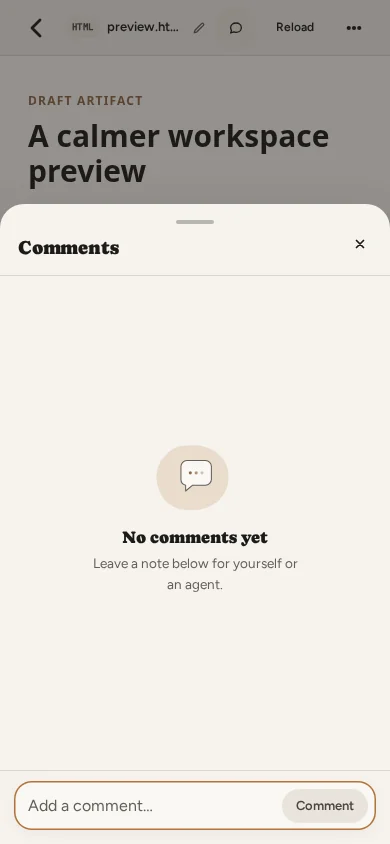 HTML preview.ht... Reload
DRAFT ARTIFACT
A calmer workspace
preview
Comments
No comments yet
Leave a note below for yourself or
an agent.
Add a comment... Comment